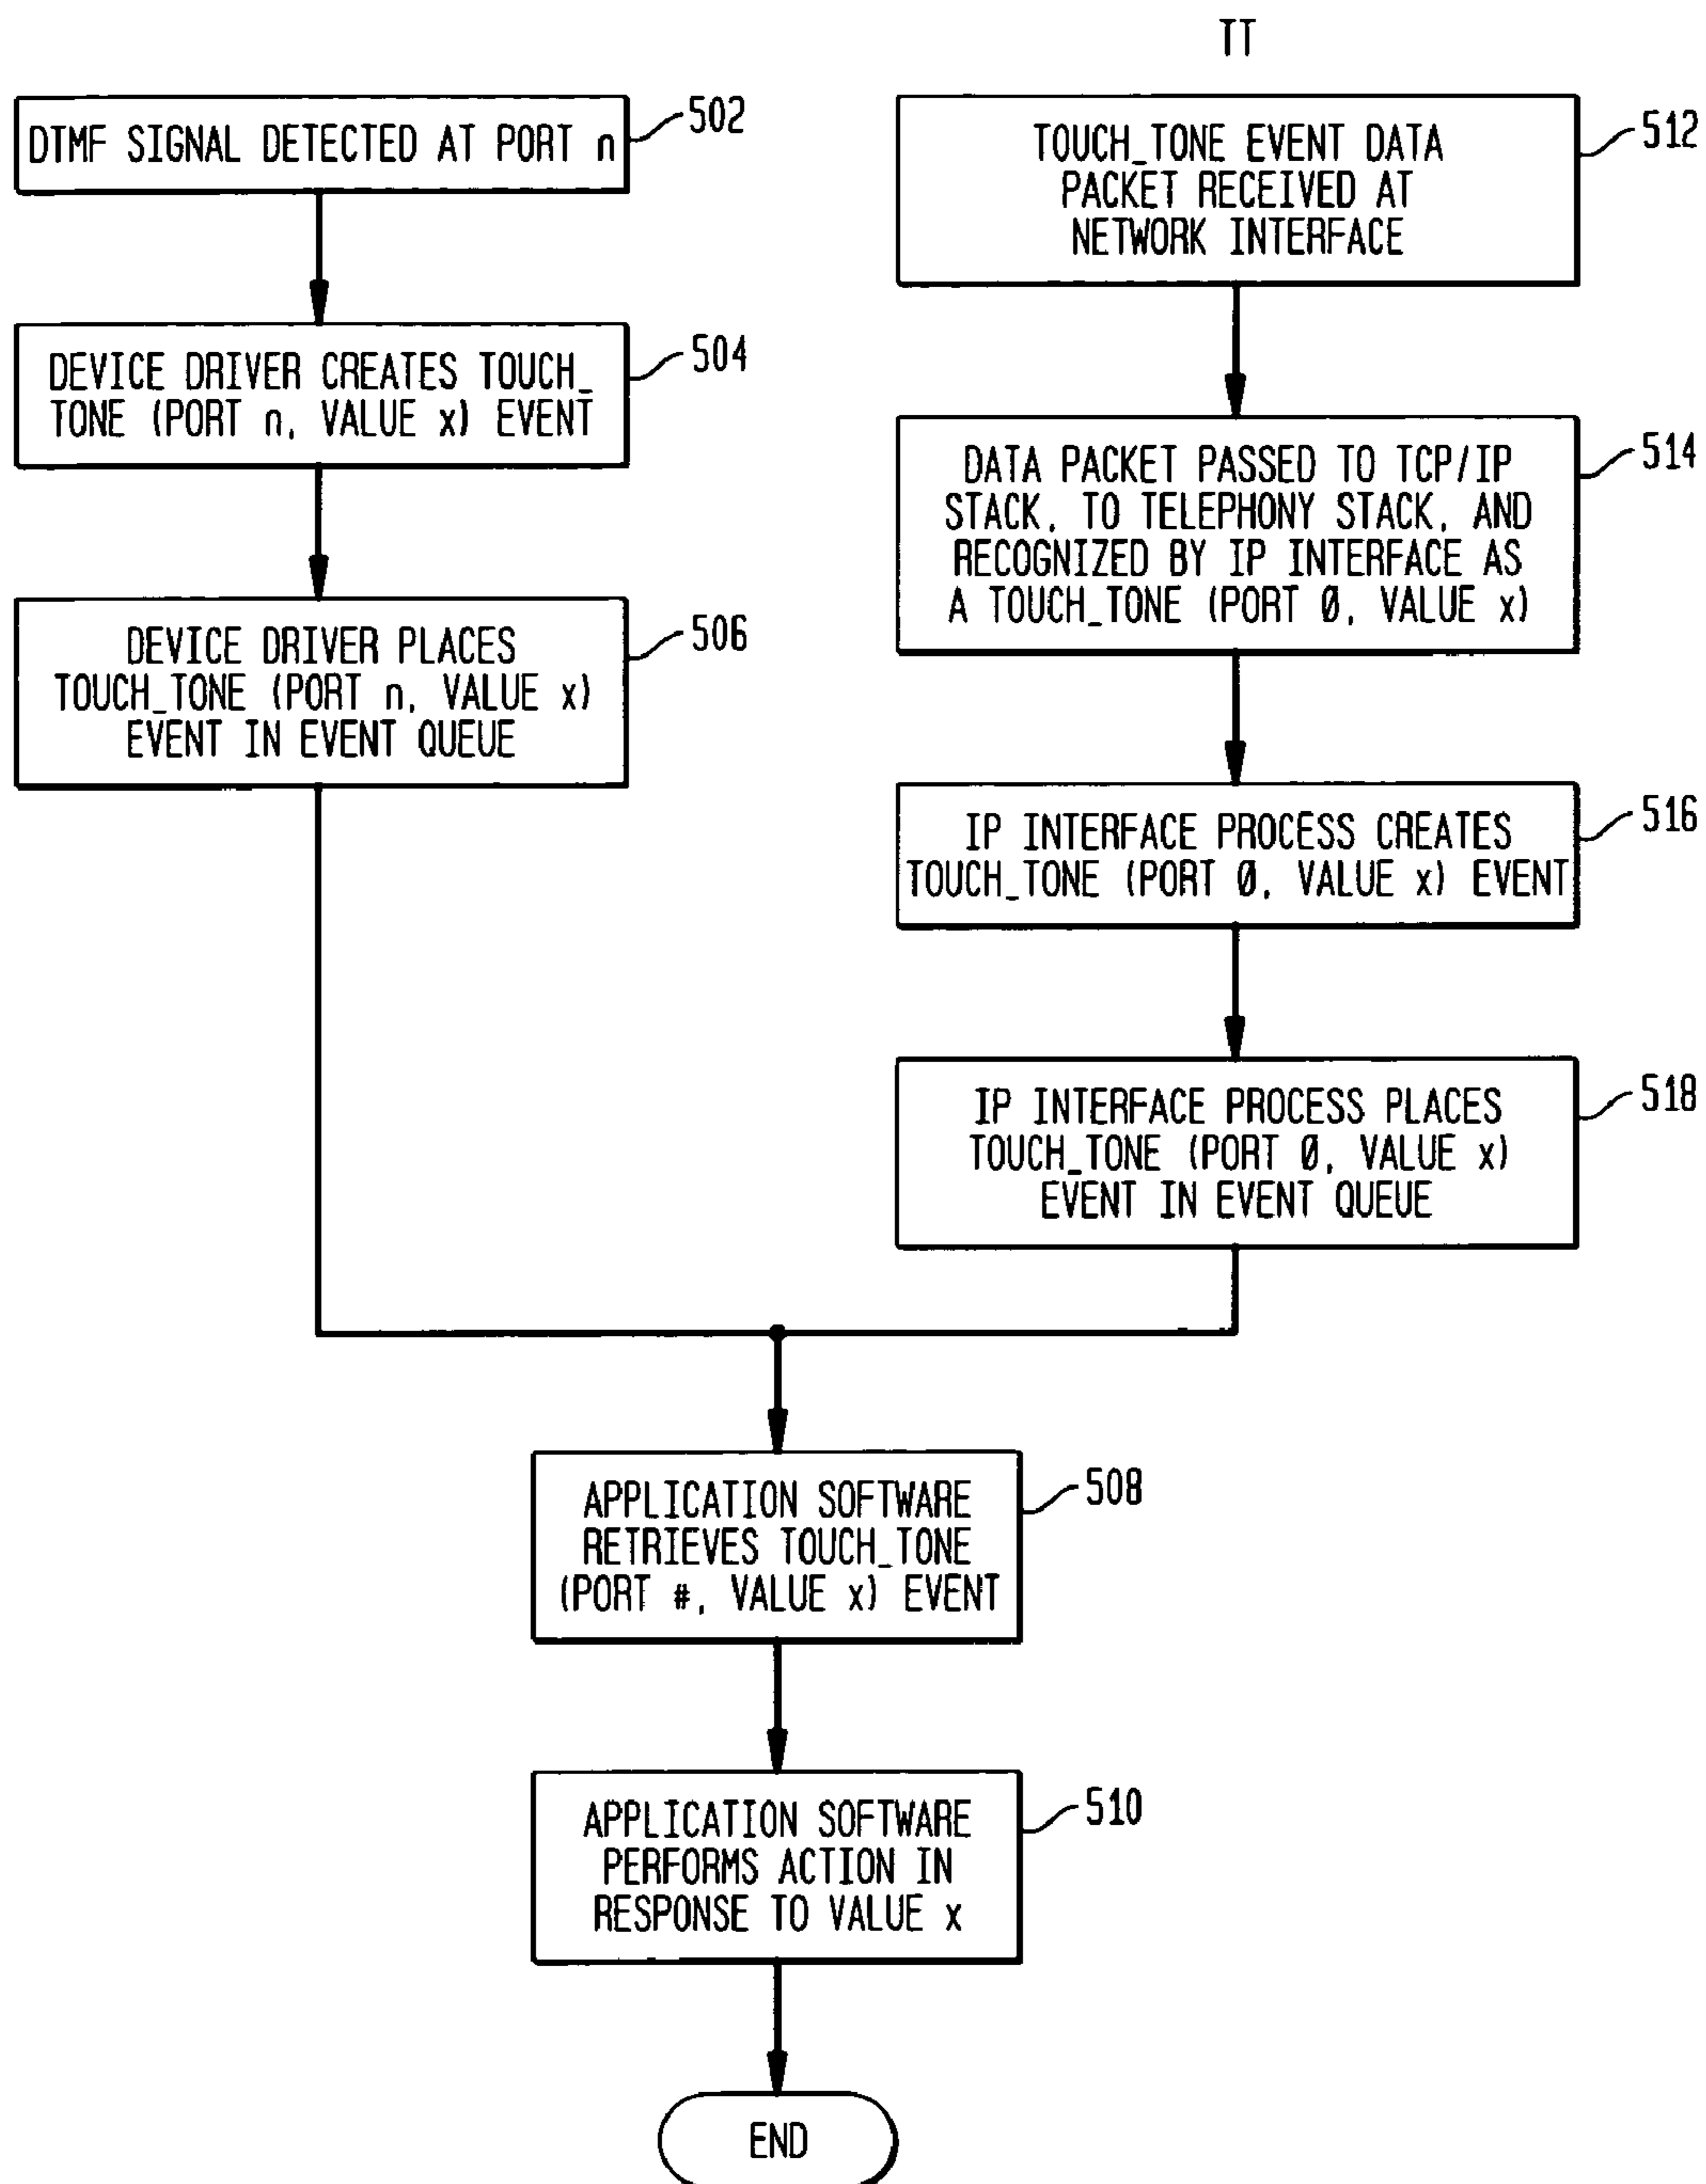 TT
DTMF SIGNAL DETECTED AT PORT n
502
DEVICE DRIVER CREATES TOUCH_
TONE (PORT n, VALUE x) EVENT
504
DEVICE DRIVER PLACES
TOUCH_TONE (PORT n, VALUE x)
EVENT IN EVENT QUEUE
506
TOUCH_TONE EVENT DATA
PACKET RECEIVED AT
NETWORK INTERFACE
512
DATA PACKET PASSED TO TCP/IP
STACK, TO TELEPHONY STACK, AND
RECOGNIZED BY IP INTERFACE AS
A TOUCH_TONE (PORT Ø, VALUE x)
514
IP INTERFACE PROCESS CREATES
TOUCH_TONE (PORT Ø, VALUE x) EVENT
516
IP INTERFACE PROCESS PLACES
TOUCH_TONE (PORT Ø, VALUE x)
EVENT IN EVENT QUEUE
518
APPLICATION SOFTWARE
RETRIEVES TOUCH_TONE
(PORT #, VALUE x) EVENT
508
APPLICATION SOFTWARE
PERFORMS ACTION IN
RESPONSE TO VALUE x
510
END